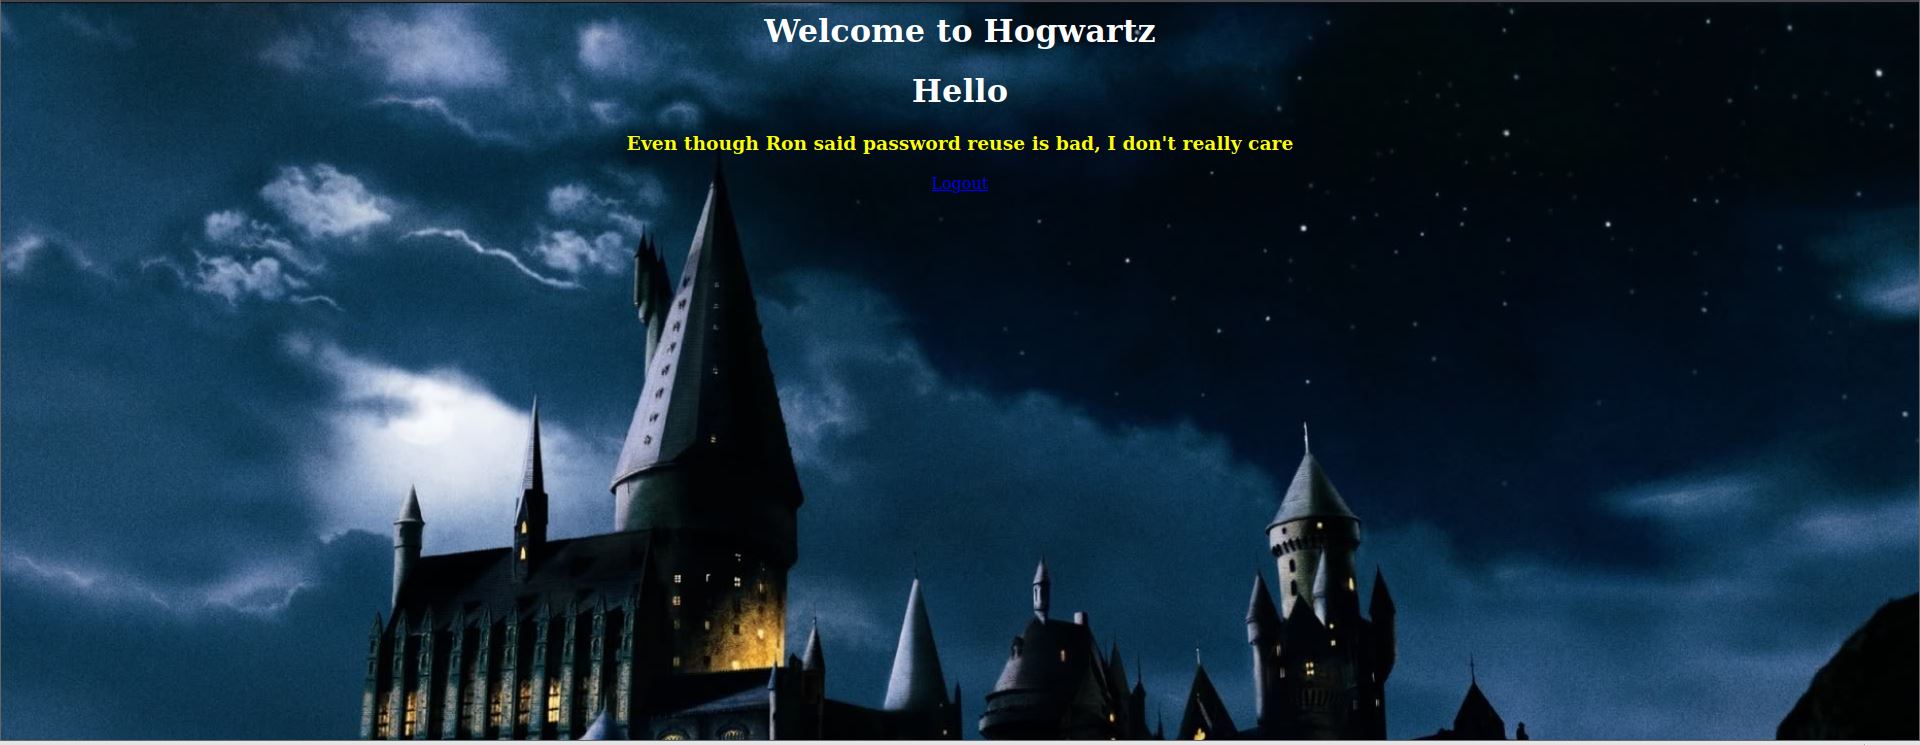 Welcome to Hogwartz
Hello
Even though Ron said password reuse is bad, I don't really care
Logout